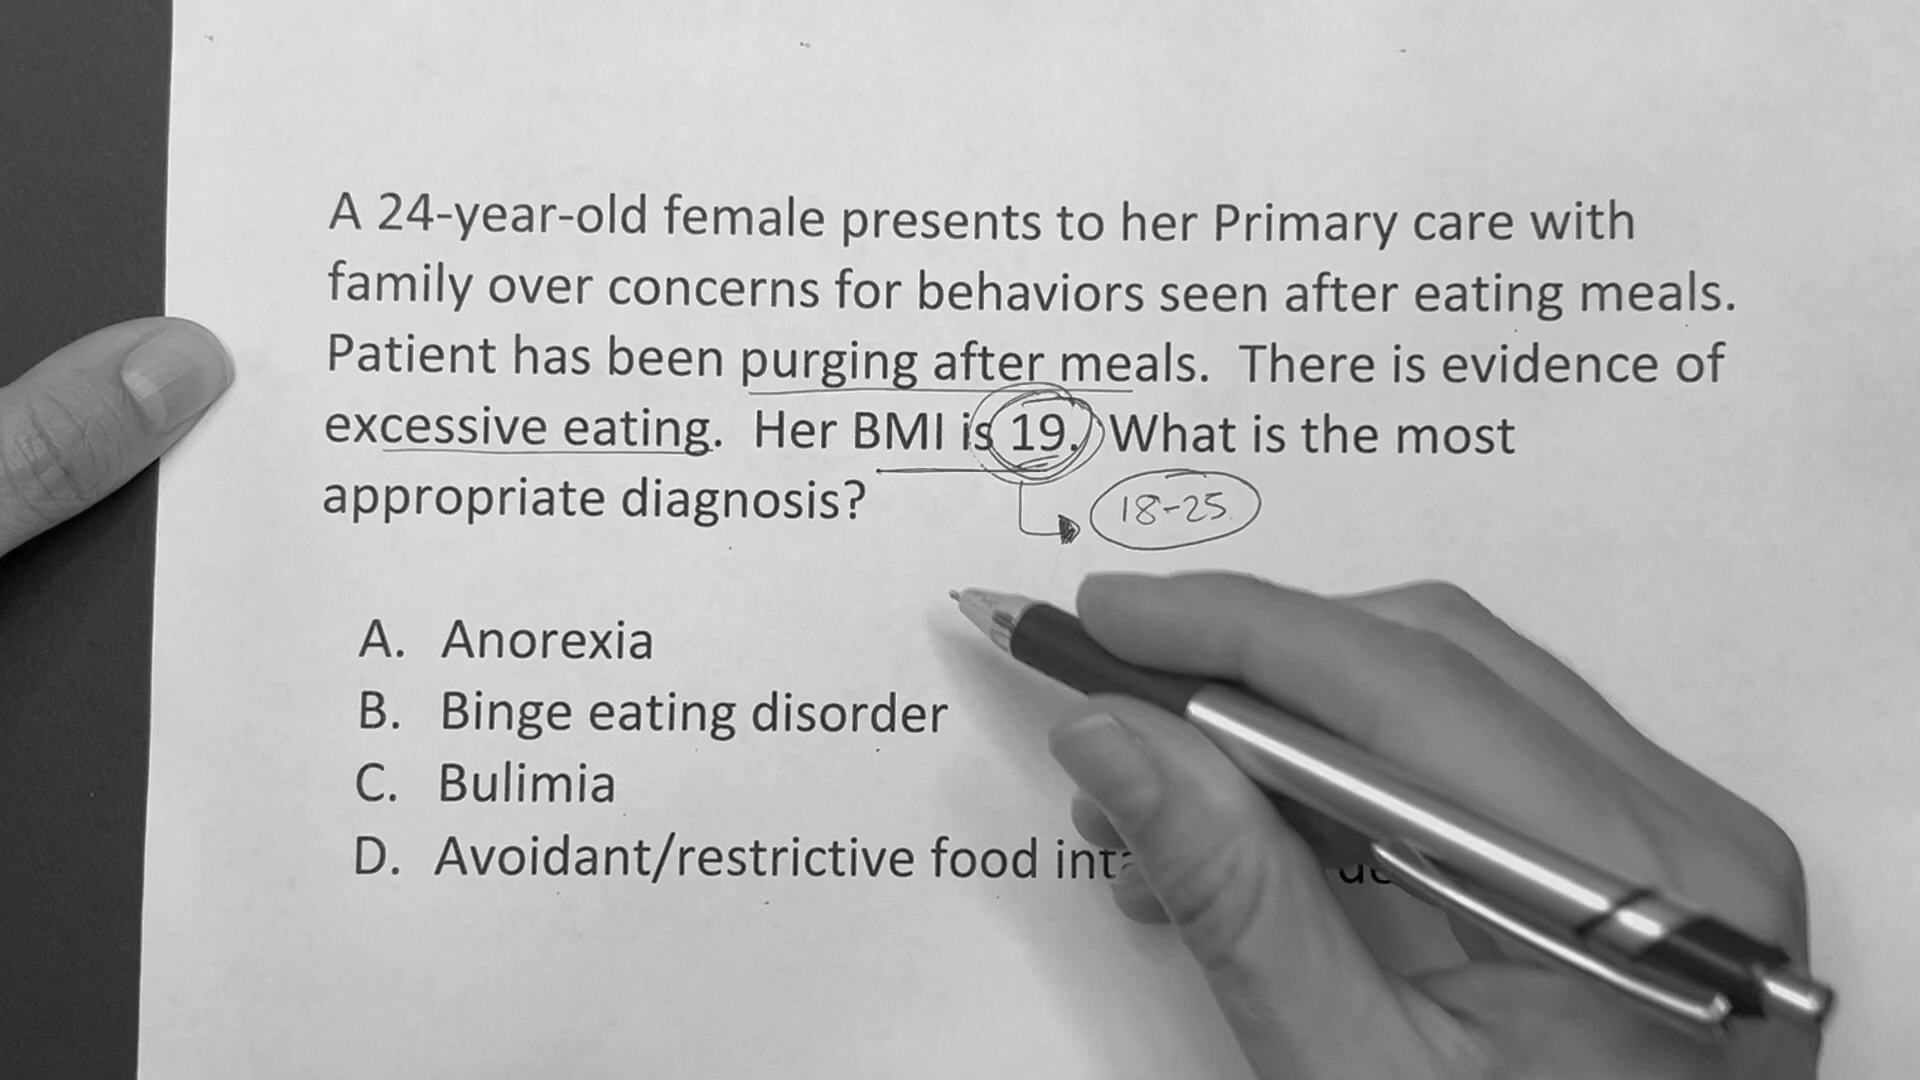 A 24-year-old female presents to her Primary care with
family over concerns for behaviors seen after eating meals.
Patient has been purging after meals. There is evidence of
excessive eating. Her BMI is 19. What is the most
appropriate diagnosis?
18-25
A. Anorexia
B. Binge eating disorder
C. Bulimia
D. Avoidant/restrictive food